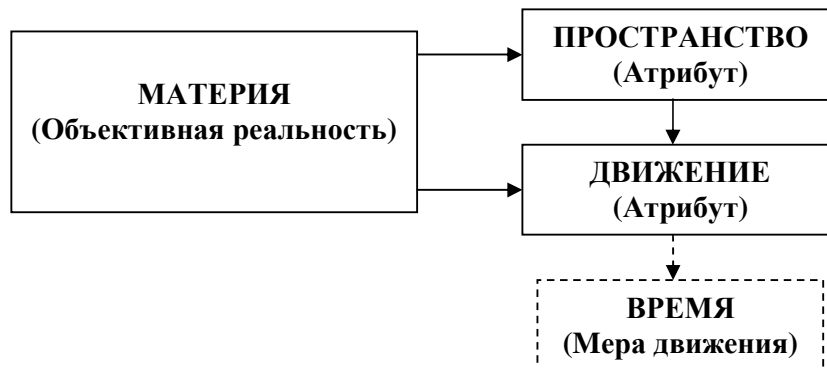 МАТЕРИЯ
(Объективная реальность)
ПРОСТРАНСТВО
(Атрибут)
ДВИЖЕНИЕ
(Атрибут)
ВРЕМЯ
(Мера движения)